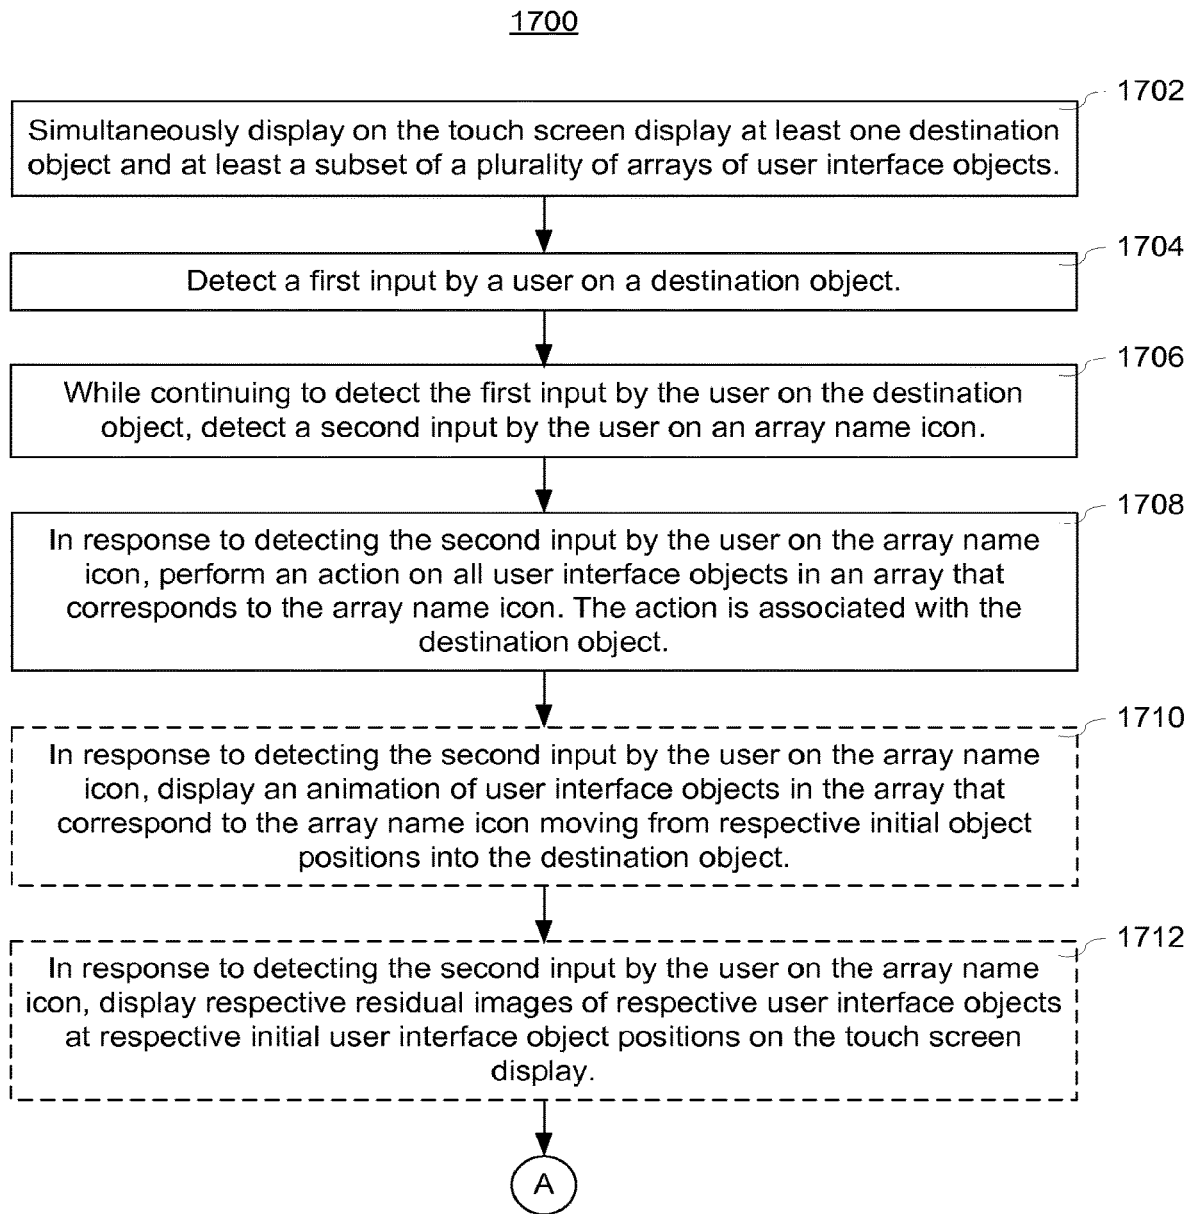 1700
1702
Simultaneously display on the touch screen display at least one destination
object and at least a subset of a plurality of arrays of user interface objects.
1704
Detect a first input by a user on a destination object.
1706
While continuing to detect the first input by the user on the destination
object, detect a second input by the user on an array name icon.
1708
In response to detecting the second input by the user on the array name
icon, perform an action on all user interface objects in an array that
corresponds to the array name icon. The action is associated with the
destination object.
1710
In response to detecting the second input by the user on the array name
icon, display an animation of user interface objects in the array that
correspond to the array name icon moving from respective initial object
positions into the destination object.
1712
In response to detecting the second input by the user on the array name
icon, display respective residual images of respective user interface objects
at respective initial user interface object positions on the touch screen
display.
A